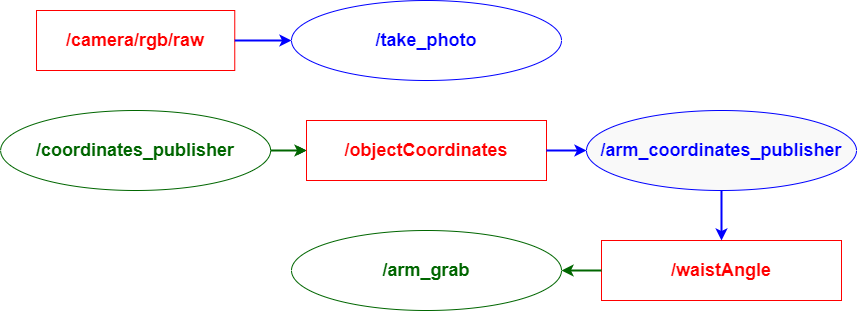 /camera/rgb/raw
/take_photo
/coordinates_publisher
/objectCoordinates
/arm_coordinates_publisher
/arm_grab
/waistAngle